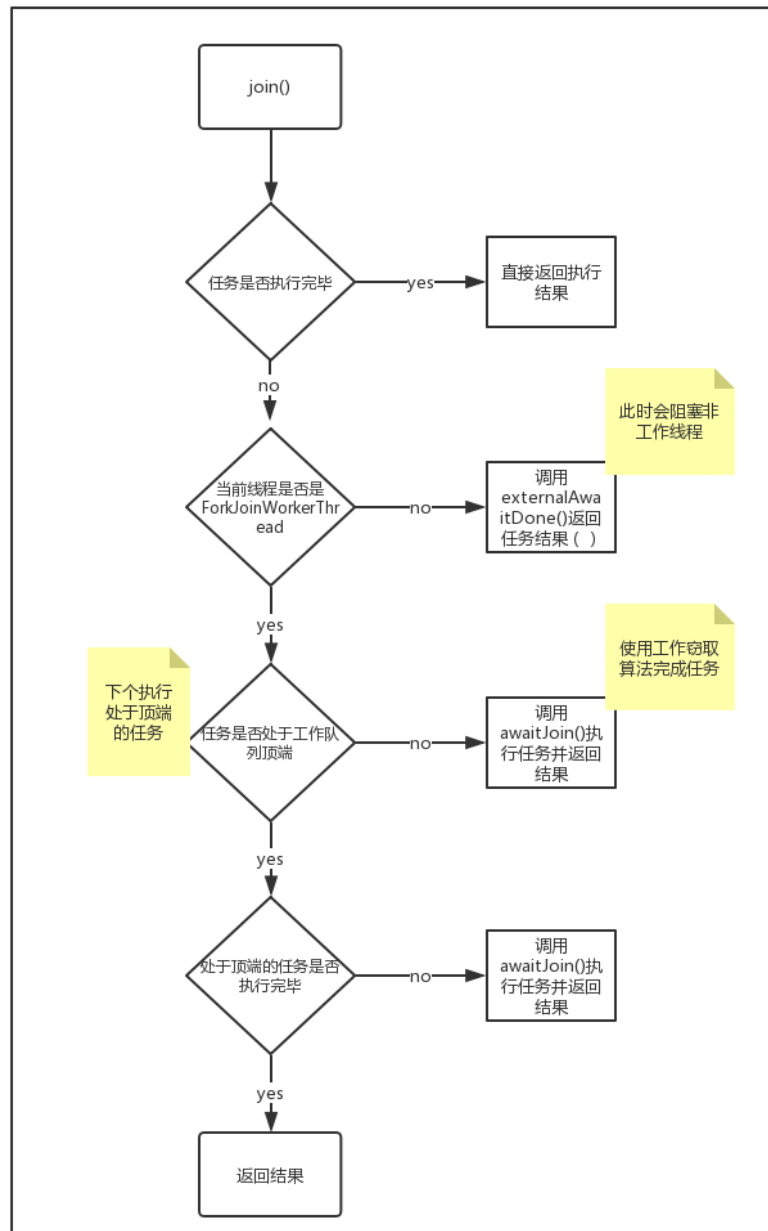 join()
任务是否执行完毕
yes
直接返回执行
结果
no
此时会阻塞非
工作线程
当前线程是否是
ForkJoinWorkerThr
ead
no
调用
externalAwa
itDone()返回
任务结果（ ）
yes
使用工作窃取
算法完成任务
下个执行
处于顶端
的任务
任务是否处于工作队
列顶端
no
调用
awaitJoin()执
行任务并返回
结果
yes
处于顶端的任务是否
执行完毕
no
调用
awaitJoin()执
行任务并返回
结果
yes
返回结果